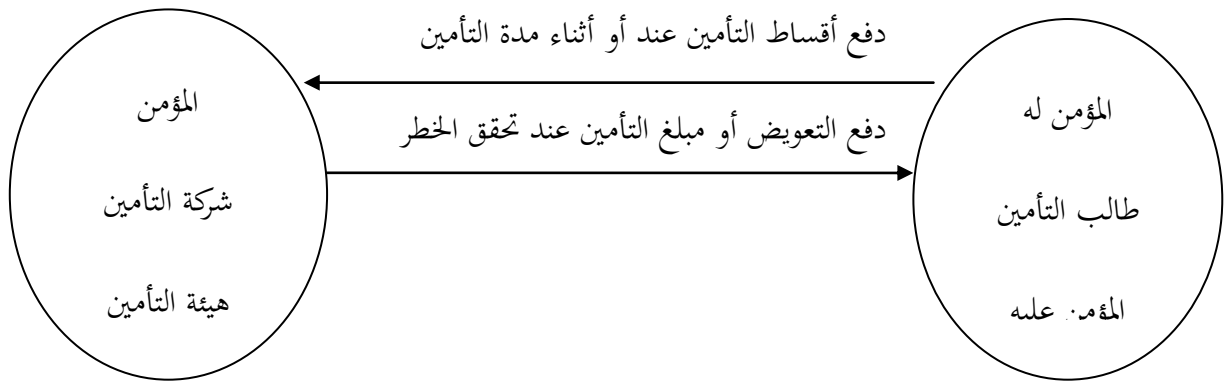 دفع أقساط التأمين عند أو أثناء مدة التأمين
دفع التعويض أو مبلغ التأمين عند تحقق الخطر
المؤمن له
طالب التأمين
المؤمن عليه
المؤمن
شركة التأمين
هيئة التأمين